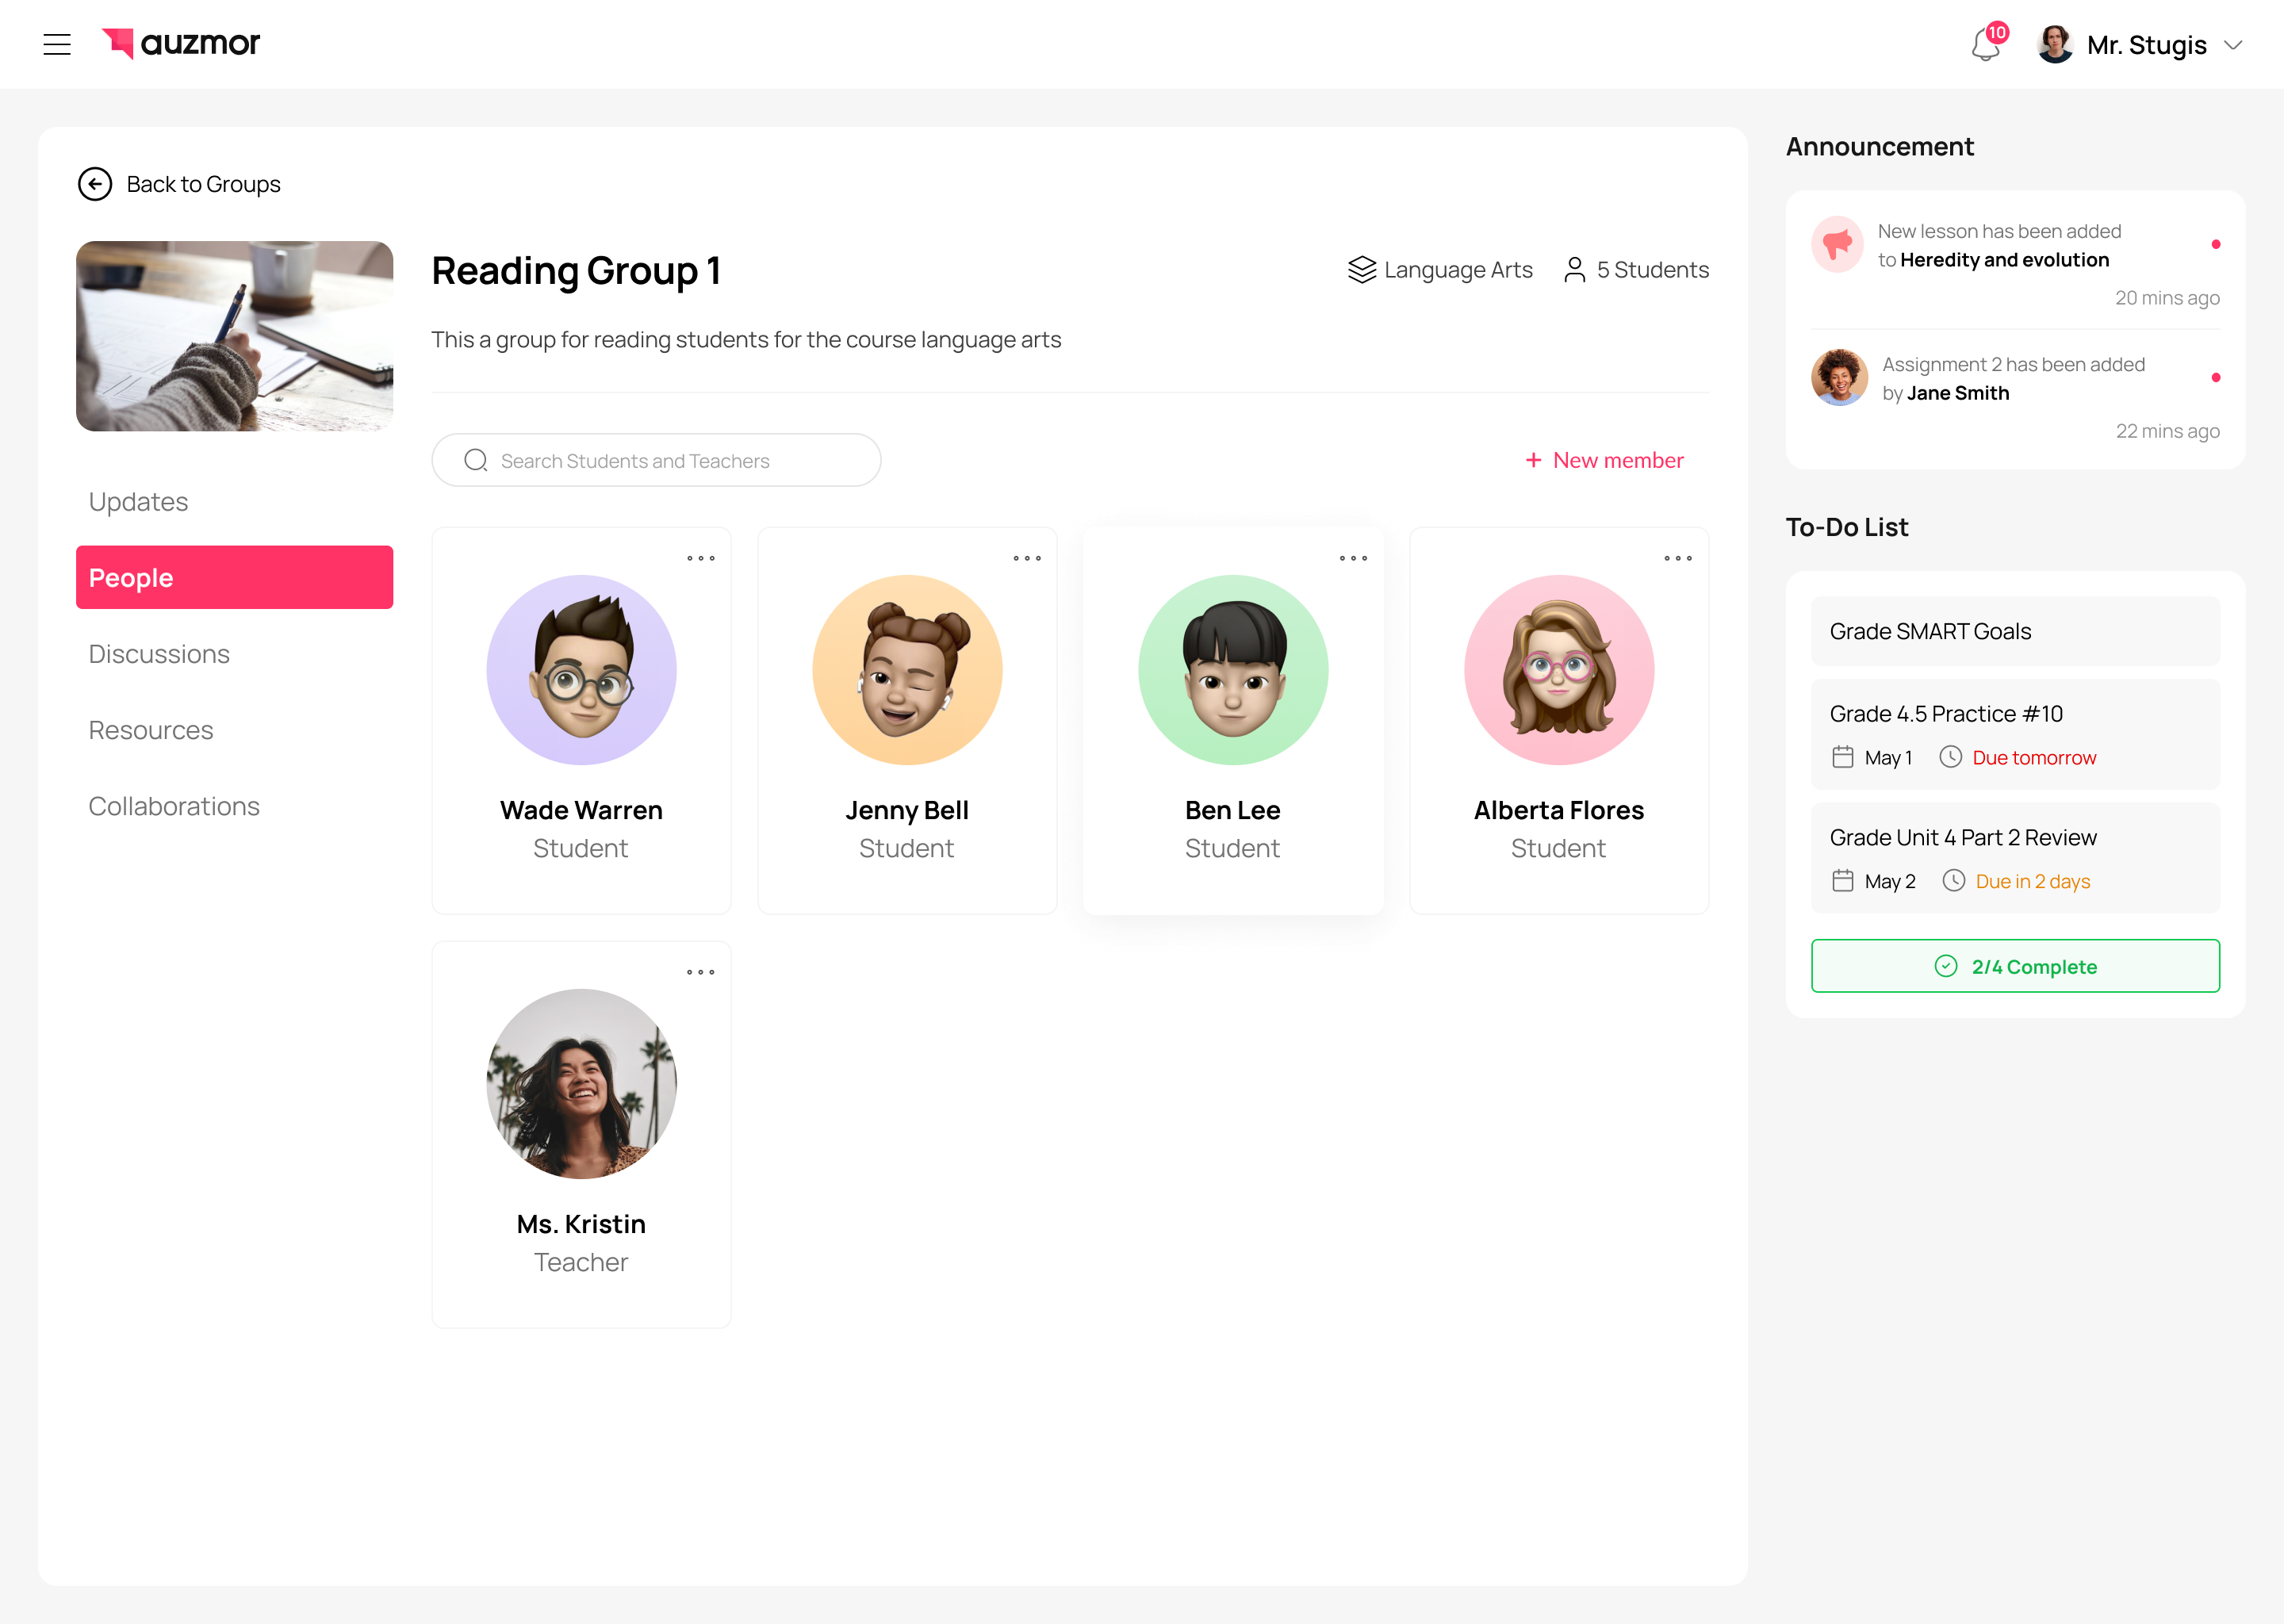 auzmor
10
Mr. Stugis
Back to Groups
Reading Group 1
Language Arts
5 Students
This a group for reading students for the course language arts
Search Students and Teachers
+ New member
Updates
People
Discussions
Resources
Collaborations
Wade Warren
Student
Jenny Bell
Student
Ben Lee
Student
Alberta Flores
Student
Ms. Kristin
Teacher
Announcement
New lesson has been added
to Heredity and evolution
20 mins ago
Assignment 2 has been added
by Jane Smith
22 mins ago
To-Do List
Grade SMART Goals
Grade 4.5 Practice #10
May 1 Due tomorrow
Grade Unit 4 Part 2 Review
May 2 Due in 2 days
2/4 Complete